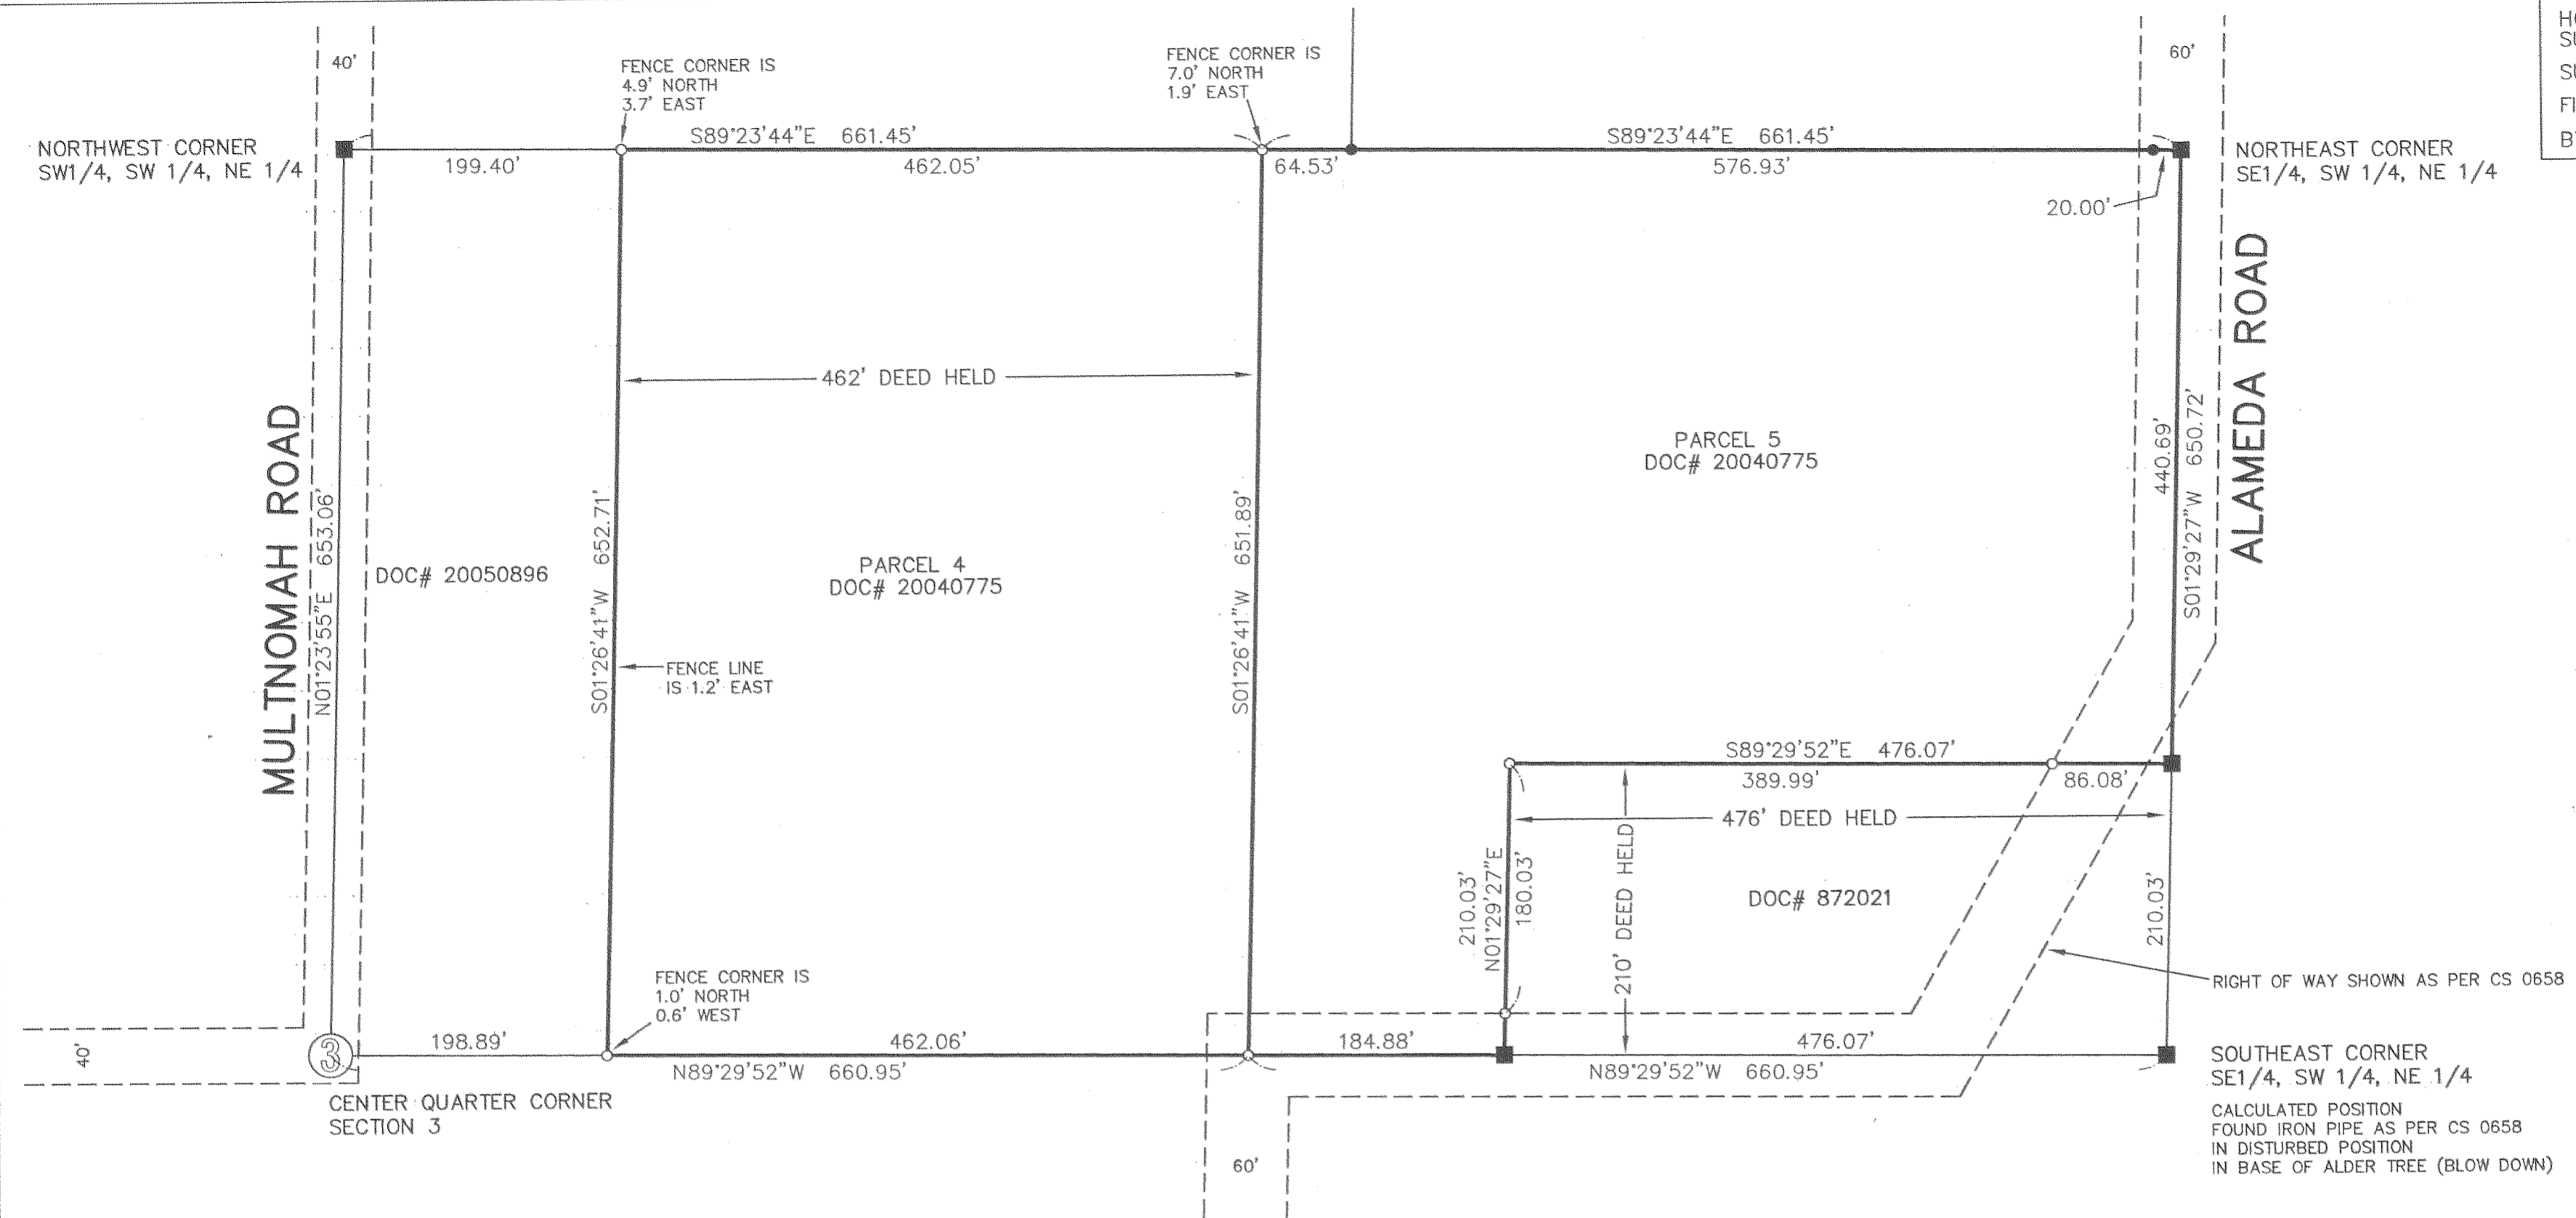 40'
FENCE CORNER IS
4.9' NORTH
3.7' EAST
FENCE CORNER IS
7.0' NORTH
1.9' EAST
60'
NORTHWEST CORNER
SW1/4, SW 1/4, NE 1/4
S89°23'44"E 661.45'
199.40'
462.05'
64.53'
S89°23'44"E 661.45'
576.93'
20.00'
NORTHEAST CORNER
SE1/4, SW 1/4, NE 1/4
462' DEED HELD
MULTNOMAH ROAD
N01°23'55"E 653.06'
DOC# 20050896
S01°26'41"W 652.71'
PARCEL 4
DOC# 20040775
FENCE LINE
IS 1.2' EAST
S01°26'41"W 651.89'
PARCEL 5
DOC# 20040775
440.69'
S01°29'27"W 650.72'
ALAMEDA ROAD
S89°29'52"E 476.07'
389.99'
86.08'
476' DEED HELD
210.03'
N01°29'27"E
180.03'
210' DEED HELD
DOC# 872021
210.03'
RIGHT OF WAY SHOWN AS PER CS 0658
FENCE CORNER IS
1.0' NORTH
0.6' WEST
40'
3
198.89'
462.06'
N89°29'52"W 660.95'
184.88'
476.07'
N89°29'52"W 660.95'
CENTER QUARTER CORNER
SECTION 3
60'
SOUTHEAST CORNER
SE1/4, SW 1/4, NE 1/4
CALCULATED POSITION
FOUND IRON PIPE AS PER CS 0658
IN DISTURBED POSITION
IN BASE OF ALDER TREE (BLOW DOWN)